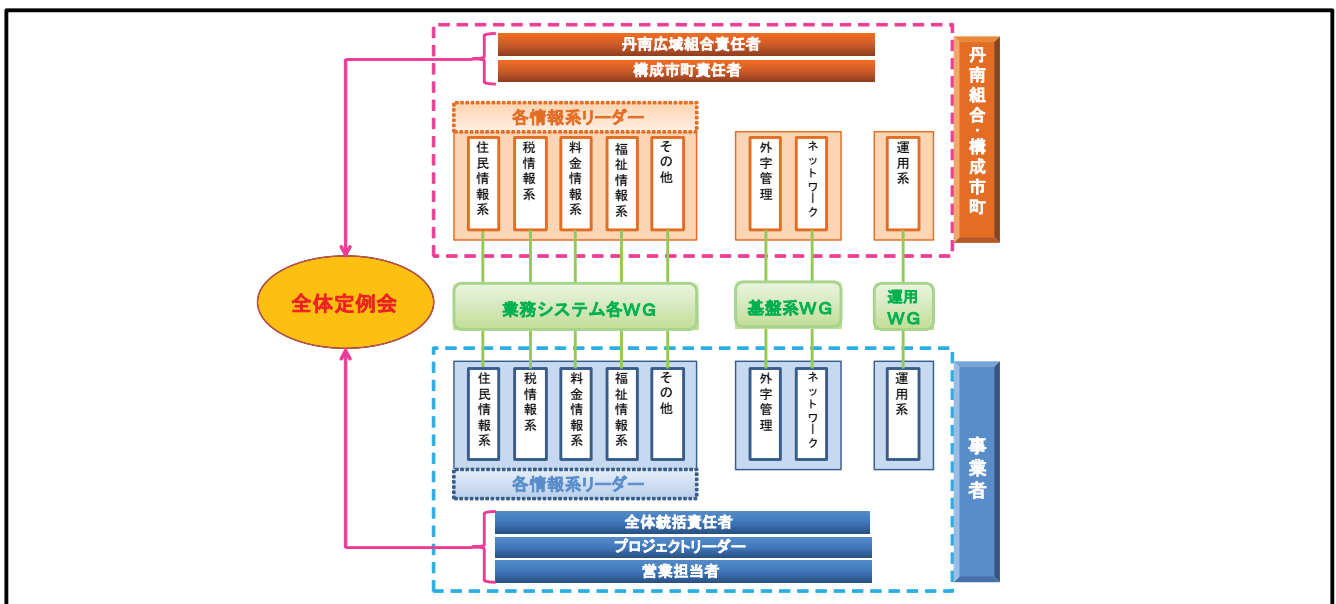 丹南広域組合責任者
構成市町責任者
丹南組合・構成市町
各情報系リーダー
住民情報系
税情報系
料金情報系
福祉情報系
その他
外字管理
ネットワーク
運用系
全体定例会
業務システム各WG
基盤系WG
運用
WG
住民情報系
税情報系
料金情報系
福祉情報系
その他
外字管理
ネットワーク
運用系
各情報系リーダー
事業者
全体統括責任者
プロジェクトリーダー
営業担当者